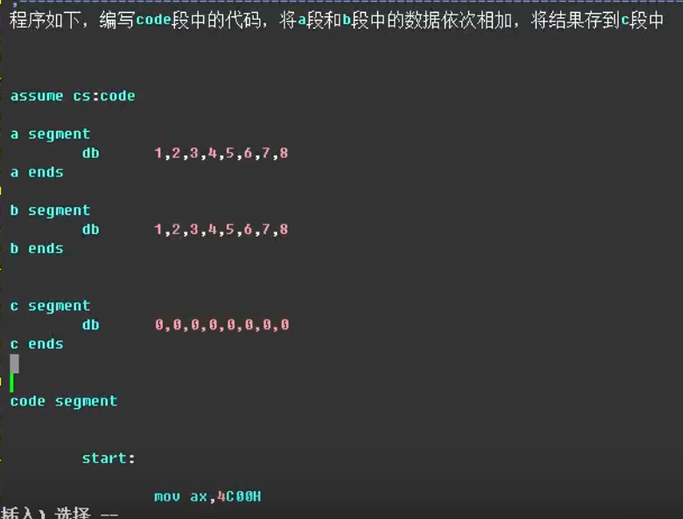 程序如下，编写code段中的代码，将a段和b段中的数据依次相加，将结果存到c段中
assume cs:code
a segment
db 1,2,3,4,5,6,7,8
a ends
b segment
db 1,2,3,4,5,6,7,8
b ends
c segment
db 0,0,0,0,0,0,0,0
c ends
code segment
start:
mov ax,4C00H
插入) 选择 --